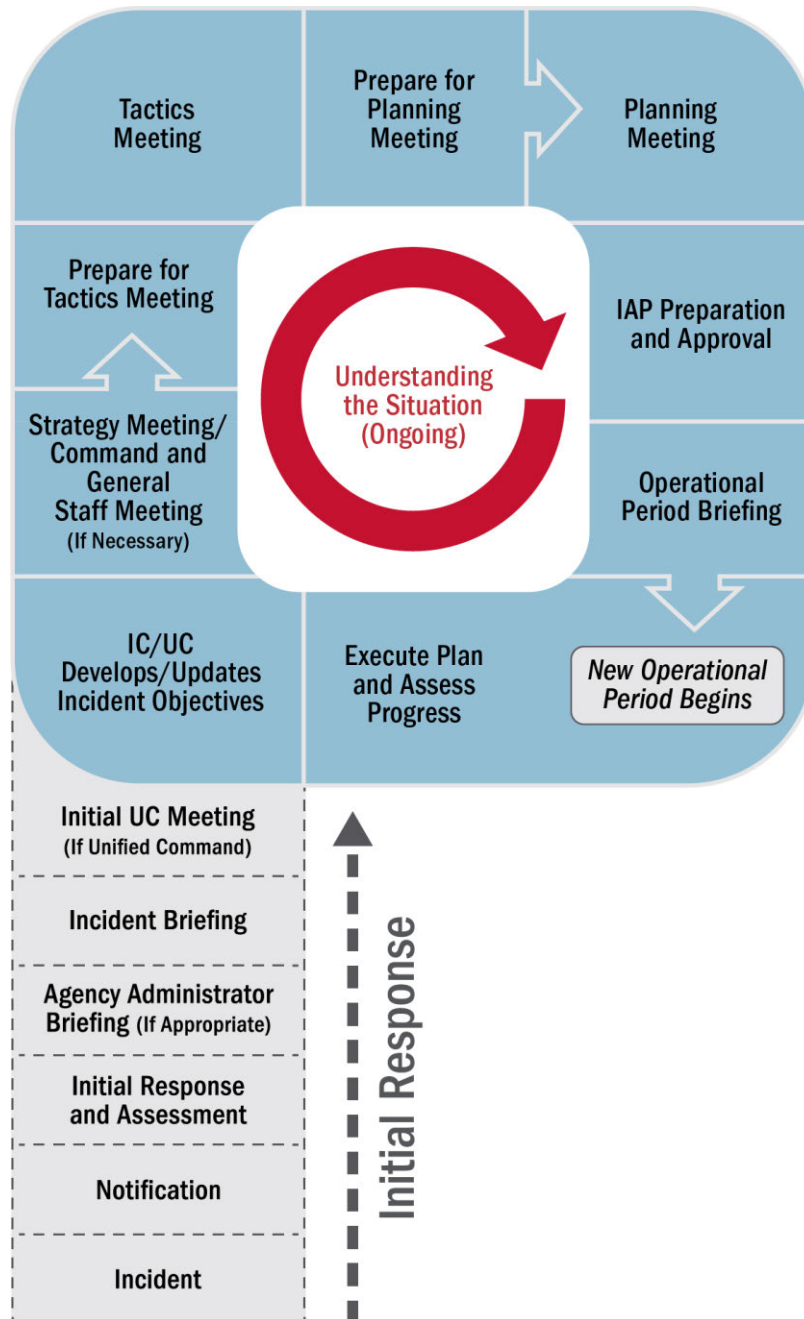 Tactics
Meeting
Prepare for
Planning
Meeting
Planning
Meeting
Prepare for
Tactics Meeting
IAP Preparation
and Approval
Understanding
the Situation
(Ongoing)
Strategy Meeting/
Command and
General
Staff Meeting
(If Necessary)
Operational
Period Briefing
IC/UC
Develops/Updates
Incident Objectives
Execute Plan
and Assess
Progress
New Operational
Period Begins
Initial UC Meeting
(If Unified Command)
Incident Briefing
Agency Administrator
Briefing (If Appropriate)
Initial Response
and Assessment
Notification
Incident
Initial Response